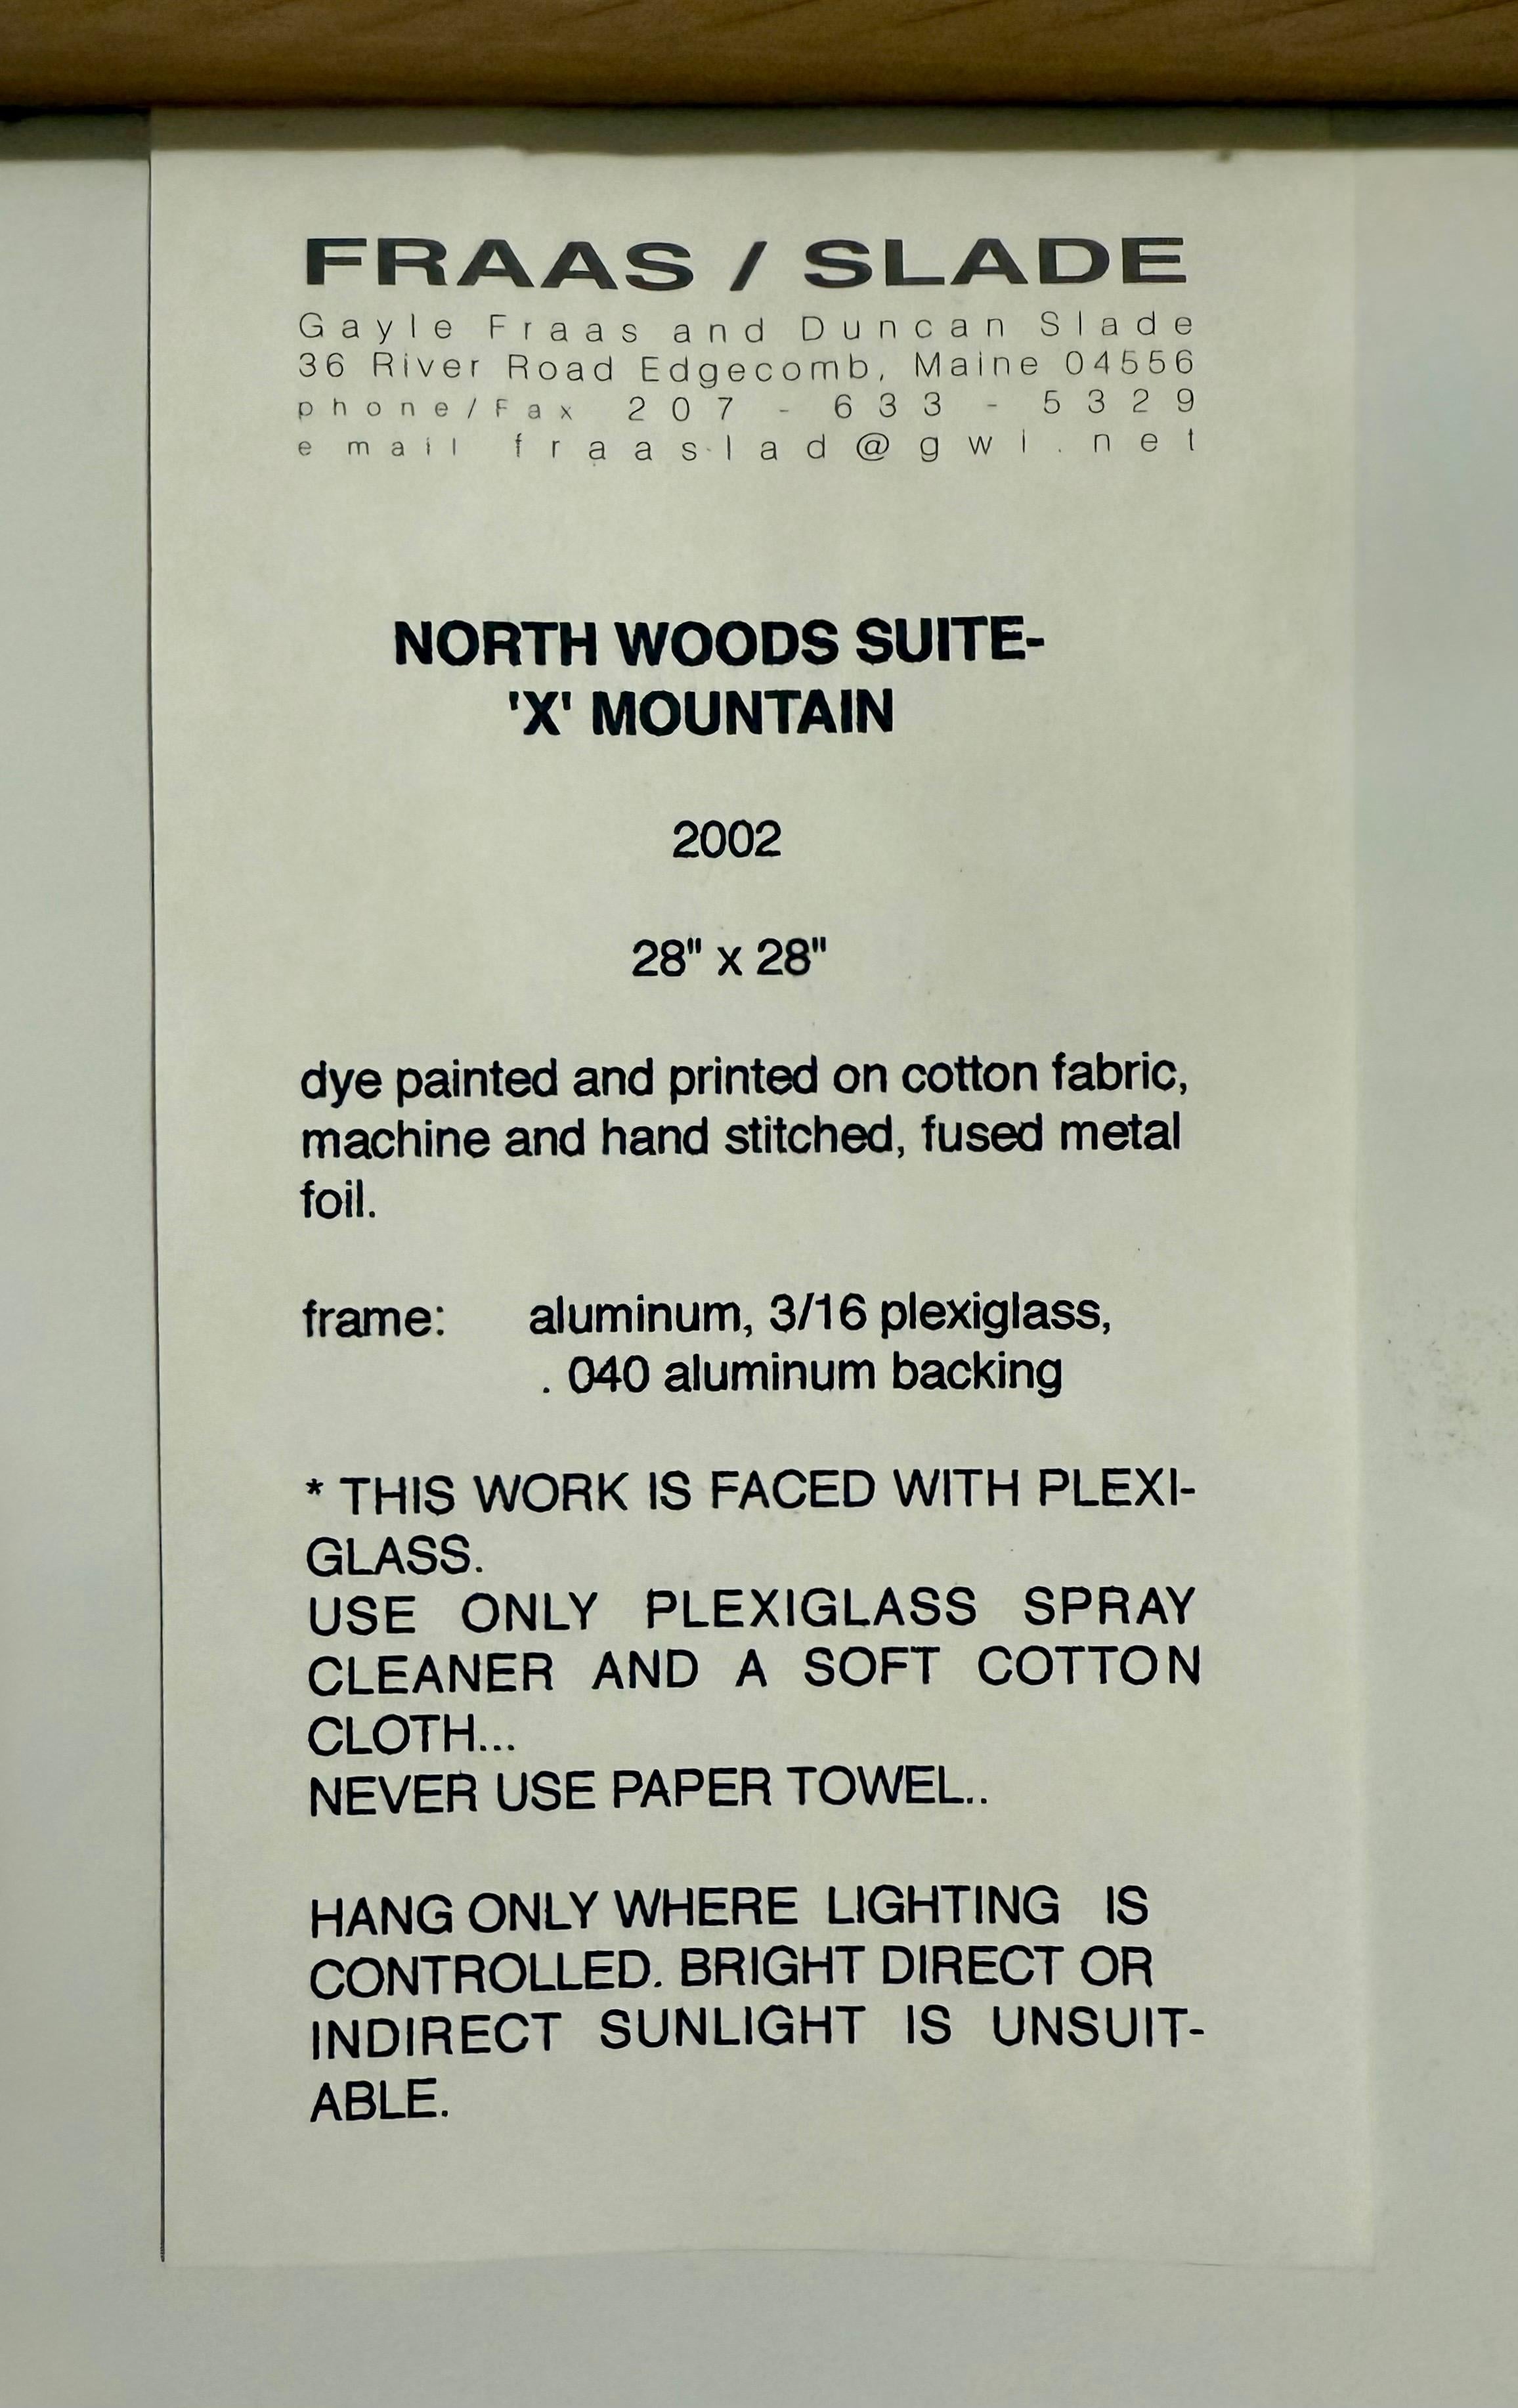 FRAAS / SLADE
Gayle Fraas and Duncan Slade
36 River Road Edgecomb, Maine 04556
phone/Fax 207 - 633 - 5329
email fraaslad@gwi.net
NORTH WOODS SUITE-
'X' MOUNTAIN
2002
28" x 28"
dye painted and printed on cotton fabric,
machine and hand stitched, fused metal
foil.
frame: aluminum, 3/16 plexiglass,
. 040 aluminum backing
* THIS WORK IS FACED WITH PLEXI-
GLASS.
USE ONLY PLEXIGLASS SPRAY
CLEANER AND A SOFT COTTON
CLOTH...
NEVER USE PAPER TOWEL..
HANG ONLY WHERE LIGHTING IS
CONTROLLED. BRIGHT DIRECT OR
INDIRECT SUNLIGHT IS UNSUIT-
ABLE.